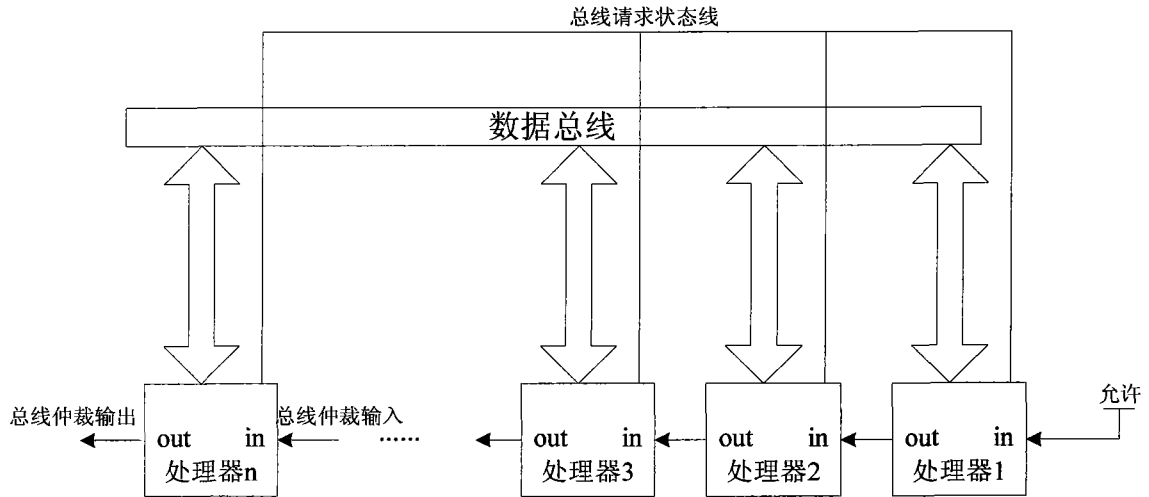 总线请求状态线
数据总线
允许
总线仲裁输出
总线仲裁输入
out in
处理器n
......
out in
处理器3
out in
处理器2
out in
处理器1